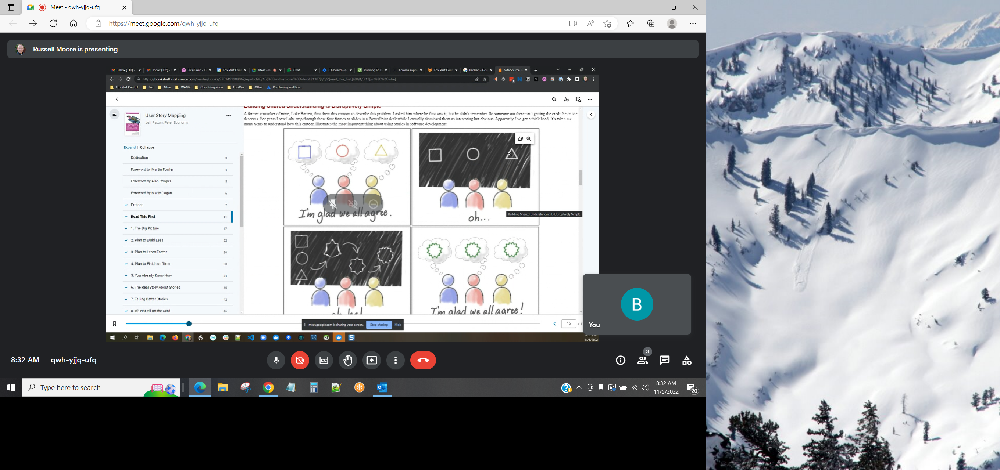 Meet - qwh-yjjq-ufq
https://meet.google.com/qwh-yjjq-ufq
Russell Moore is presenting
Inbox (110) -
Inbox (105) -
32:45 min - C
Fox Pest Cont
Meet - B
Chat
CA board - A
Running To D
I create soph
Fox Pest Cont
kanban - Goo
VitalSource B
https://bookshelf.vitalsource.com/reader/books/9781491904862/epubcfi/6/16[%3Bvnd.vst.idref%3Did-id421307]!/6/2[read_this_first]/20/4/3:13[im%20%2Cwhe]
Fox Pest Control
Fox
Mine
WAMP
Core Integration
Fox-Dev
Other
Purchasing and Lice...
Building Shared Understanding Is Disruptively Simple
User Story Mapping
Jeff Patton; Peter Economy
A former coworker of mine, Luke Barrett, first drew this cartoon to describe this problem. I asked him where he first saw it, but he didn't remember. So someone out there isn't getting the credit he or she
deserves. For years I saw Luke step through these four frames as slides in a PowerPoint deck while I casually dismissed them as interesting but obvious. Apparently I've got a thick head. It's taken me
many years to understand how this cartoon illustrates the most important thing about using stories in software development.
Expand | Collapse
Dedication 3
Foreword by Martin Fowler 4
Foreword by Alan Cooper 5
Foreword by Marty Cagan 6
Preface 7
Read This First 11
1. The Big Picture 17
2. Plan to Build Less 22
3. Plan to Learn Faster 26
4. Plan to Finish on Time 30
5. You Already Know How 34
6. The Real Story About Stories 40
7. Telling Better Stories 42
8. It's Not All on the Card 46
I'm glad we all agree.
oh...
Building Shared Understanding Is Disruptively Simple
I'm glad we all agree!
meet.google.com is sharing your screen.
Stop sharing
Hide
16
8:32 AM
11/5/2022
B
You
8:32 AM | qwh-yjjq-ufq
CC
3
Type here to search
8:32 AM
11/5/2022
20